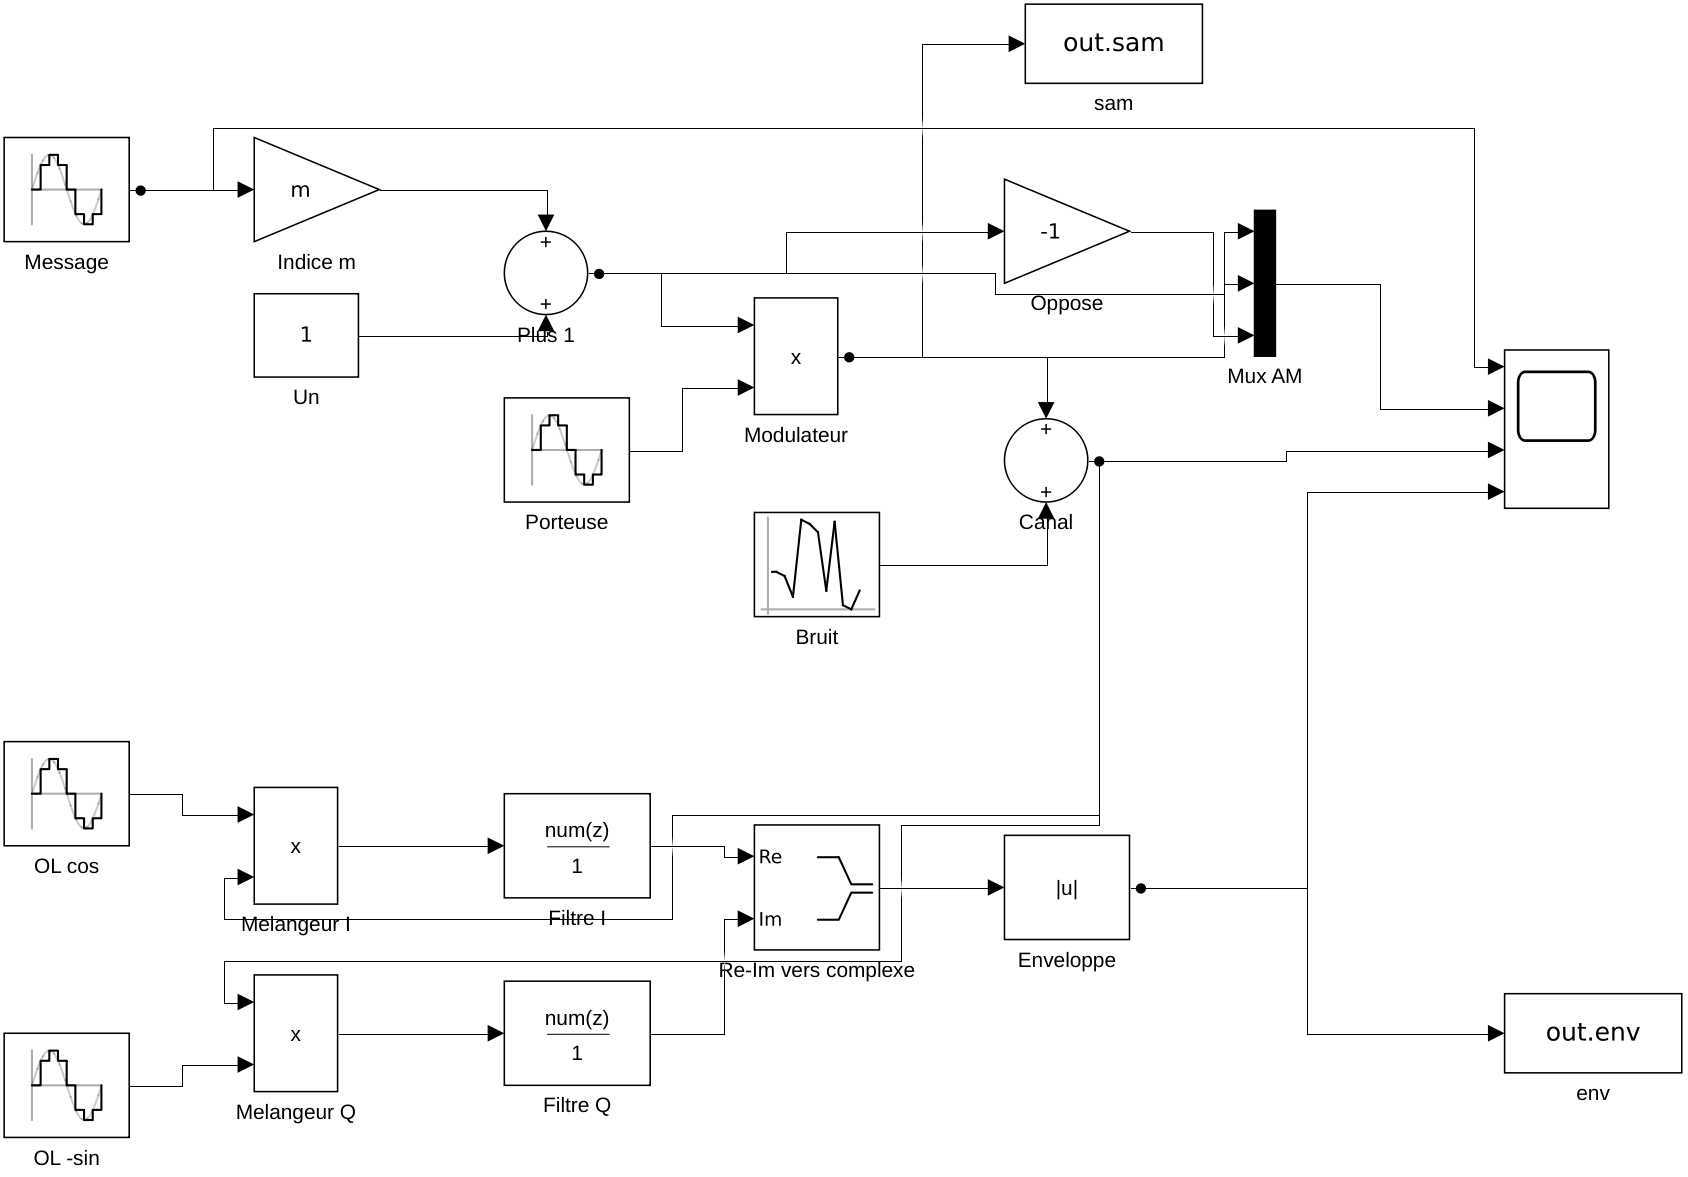 out.sam
sam
m
Message
Indice m
+
+
Plus 1
-1
Oppose
1
Un
x
Modulateur
Mux AM
Porteuse
+
+
Canal
Bruit
OL cos
x
Melangeur I
num(z)
1
Filtre I
Re
Im
Re-Im vers complexe
|u|
Enveloppe
OL -sin
x
Melangeur Q
num(z)
1
Filtre Q
out.env
env